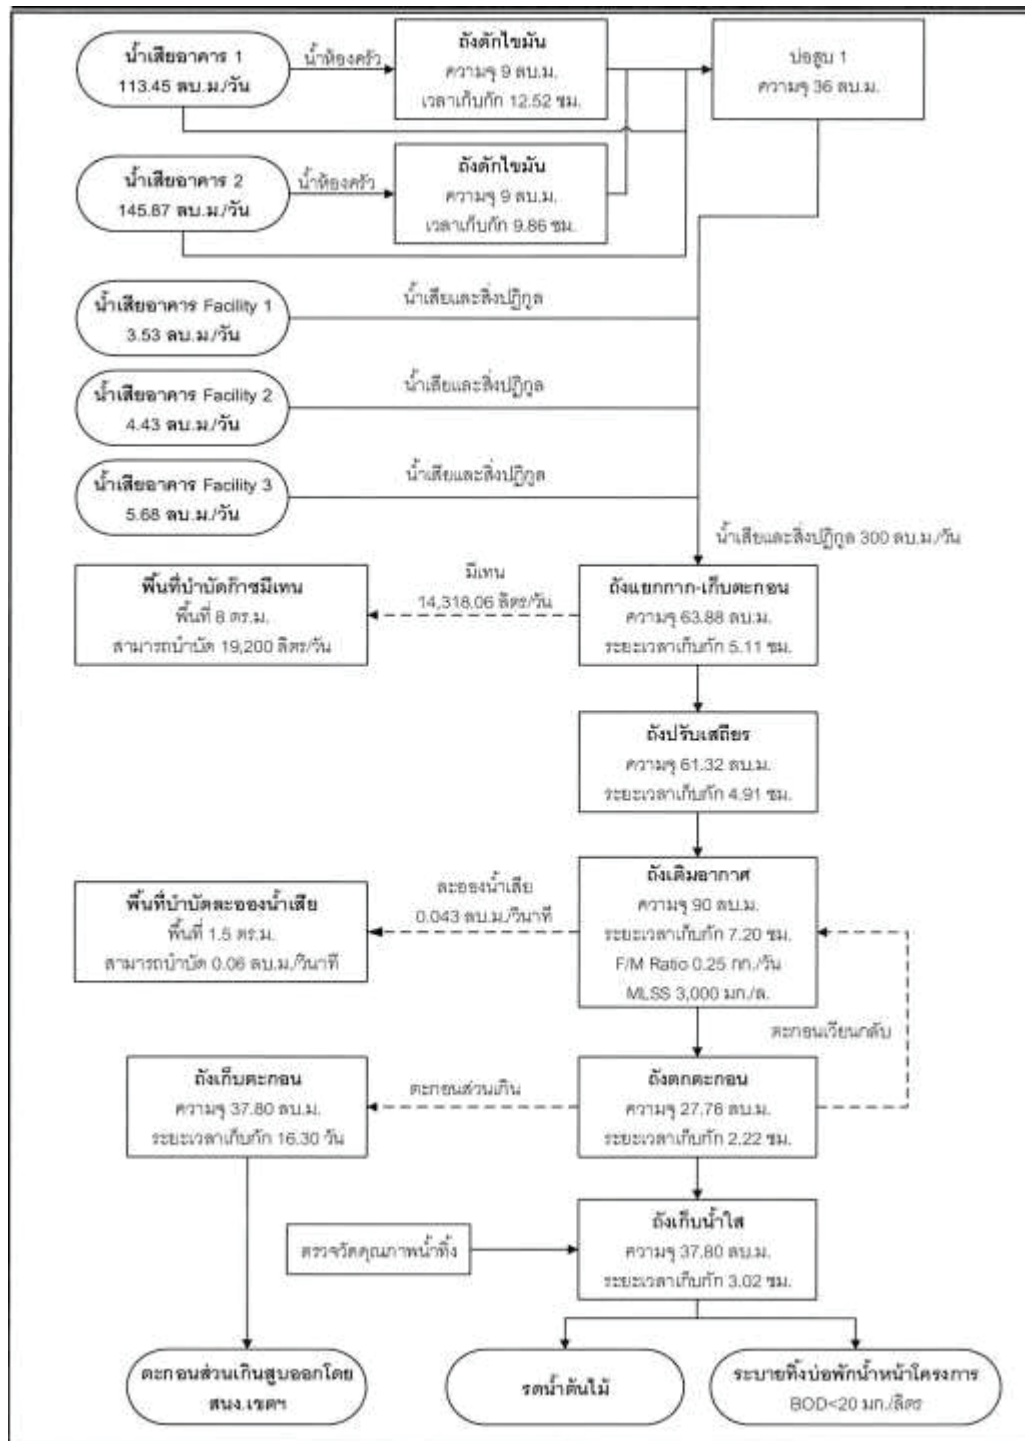 น้ำเสียอาคาร 1
113.45 ลบ.ม./วัน
น้ำห้องครัว
ถังดักไขมัน
ความจุ 9 ลบ.ม.
เวลาเก็บกัก 12.52 ชม.
บ่อสูบ 1
ความจุ 36 ลบ.ม.
น้ำเสียอาคาร 2
145.87 ลบ.ม./วัน
น้ำห้องครัว
ถังดักไขมัน
ความจุ 9 ลบ.ม.
เวลาเก็บกัก 9.86 ชม.
น้ำเสียอาคาร Facility 1
3.53 ลบ.ม./วัน
น้ำเสียและสิ่งปฏิกูล
น้ำเสียอาคาร Facility 2
4.43 ลบ.ม./วัน
น้ำเสียและสิ่งปฏิกูล
น้ำเสียอาคาร Facility 3
5.68 ลบ.ม./วัน
น้ำเสียและสิ่งปฏิกูล
น้ำเสียและสิ่งปฏิกูล 300 ลบ.ม./วัน
พื้นที่บำบัดก๊าซมีเทน
พื้นที่ 8 ตร.ม.
สามารถบำบัด 19,200 ลิตร/วัน
มีเทน
14,318.06 ลิตร/วัน
ถังแยกกาก-เก็บตะกอน
ความจุ 63.88 ลบ.ม.
ระยะเวลาเก็บกัก 5.11 ชม.
ถังปรับเสถียร
ความจุ 61.32 ลบ.ม.
ระยะเวลาเก็บกัก 4.91 ชม.
พื้นที่บำบัดละอองน้ำเสีย
พื้นที่ 1.5 ตร.ม.
สามารถบำบัด 0.06 ลบ.ม./วินาที
ละอองน้ำเสีย
0.043 ลบ.ม./วินาที
ถังเติมอากาศ
ความจุ 90 ลบ.ม.
ระยะเวลาเก็บกัก 7.20 ชม.
F/M Ratio 0.25 กก./วัน
MLSS 3,000 มก./ล.
ตะกอนเวียนกลับ
ถังเก็บตะกอน
ความจุ 37.80 ลบ.ม.
ระยะเวลาเก็บกัก 16.30 วัน
ตะกอนส่วนเกิน
ถังตกตะกอน
ความจุ 27.76 ลบ.ม.
ระยะเวลาเก็บกัก 2.22 ชม.
ตรวจวัดคุณภาพน้ำทิ้ง
ถังเก็บน้ำใส
ความจุ 37.80 ลบ.ม.
ระยะเวลาเก็บกัก 3.02 ชม.
ตะกอนส่วนเกินสูบออกโดย
สนง.เขตฯ
รดน้ำต้นไม้
ระบายทิ้งบ่อพักน้ำหน้าโครงการ
BOD<20 มก./ลิตร